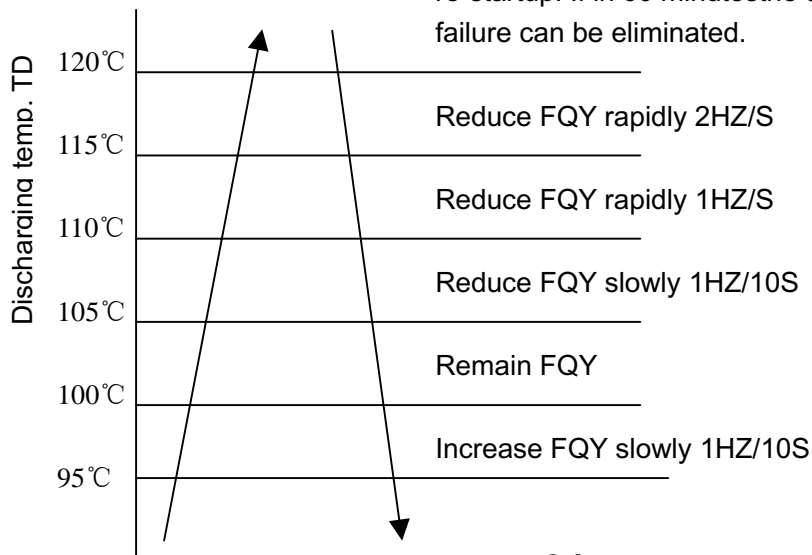 failure can be eliminated.
Discharging temp. TD
120℃
Reduce FQY rapidly 2HZ/S
115℃
Reduce FQY rapidly 1HZ/S
110℃
Reduce FQY slowly 1HZ/10S
105℃
Remain FQY
100℃
Increase FQY slowly 1HZ/10S
95℃